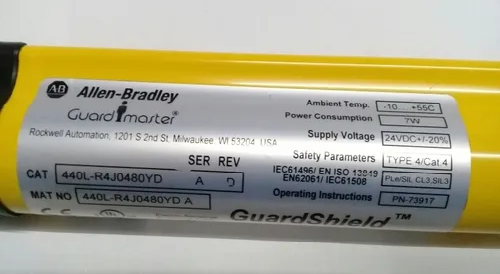 AB Allen-Bradley
Guardmaster®
Rockwell Automation, 1201 S 2nd St, Milwaukee, WI 53204, USA
SER REV
CAT 440L-R4J0480YD A D
MAT NO 440L-R4J0480YD A
Ambient Temp. -10 ... +55C
Power Consumption 7W
Supply Voltage 24VDC+/-20%
Safety Parameters TYPE 4/Cat.4
IEC61496/ EN ISO 13849
EN62061/ IEC61508 PLe/SIL CL3,SIL3
Operating Instructions PN-73917
GuardShield™